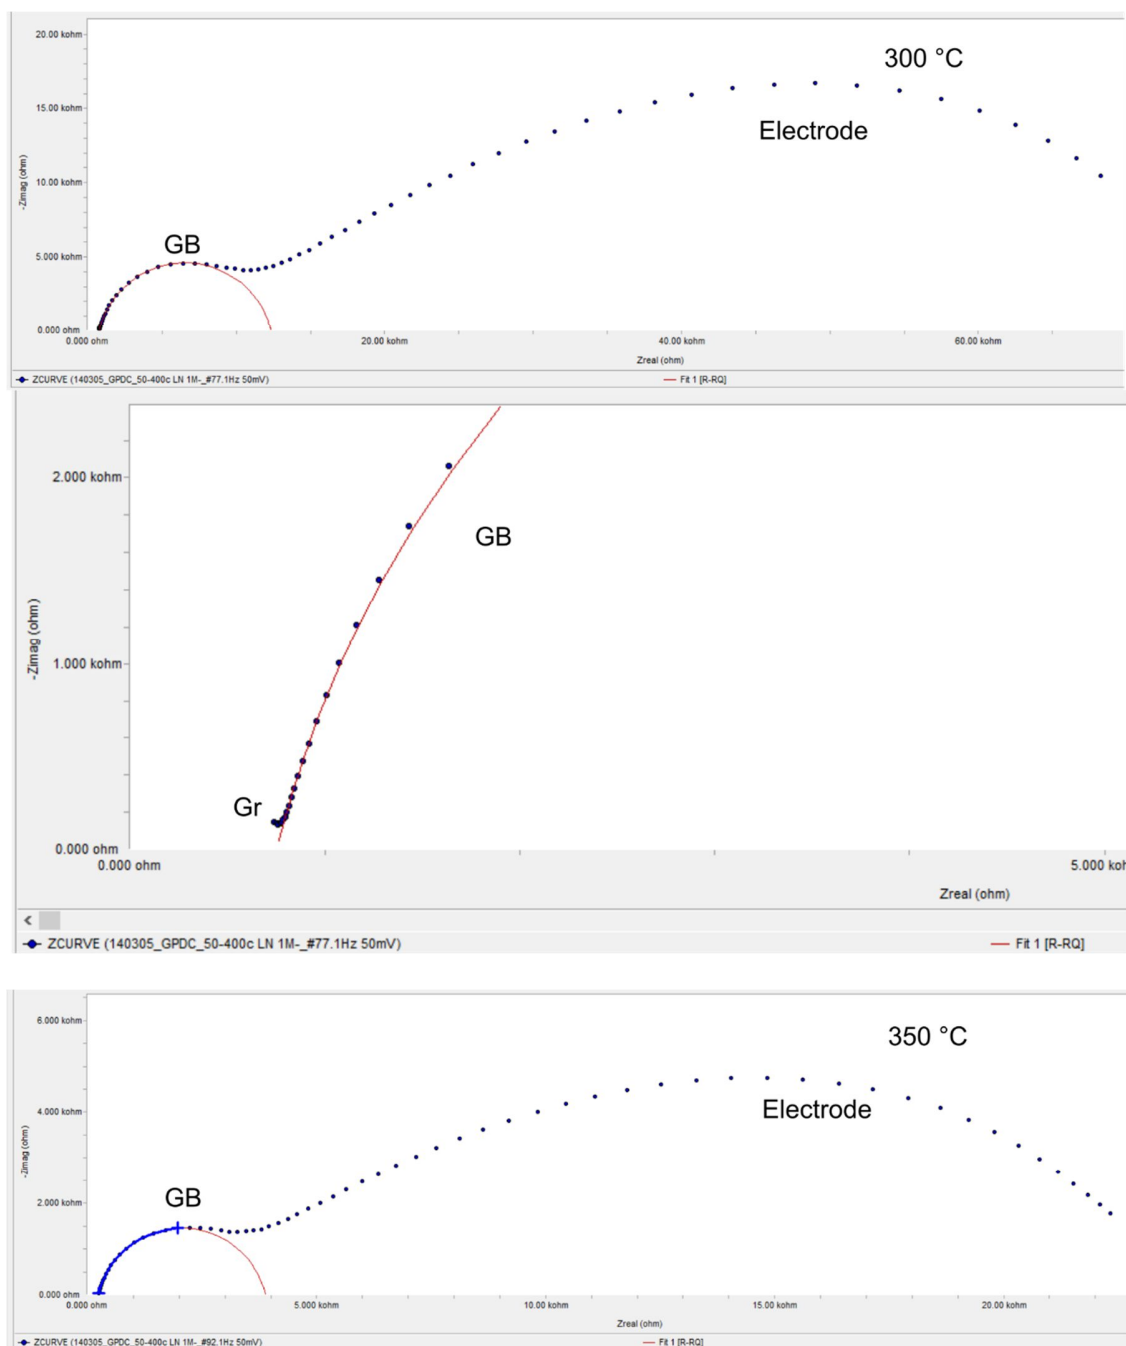 20.00 kohm
300 °C
15.00 kohm
Electrode
-Zimag (ohm)
10.00 kohm
GB
5.000 kohm
0.000 ohm
0.000 ohm 20.00 kohm 40.00 kohm 60.00 kohm
Zreal (ohm)
ZCURVE (140305_GPDC_50-400c LN 1M-_#77.1Hz 50mV) Fit 1 [R-RQ]
2.000 kohm
GB
-Zimag (ohm)
1.000 kohm
Gr
0.000 ohm
0.000 ohm 5.000 koh
Zreal (ohm)
<
ZCURVE (140305_GPDC_50-400c LN 1M-_#77.1Hz 50mV) Fit 1 [R-RQ]
6.000 kohm
350 °C
4.000 kohm
Electrode
-Zimag (ohm)
GB
2.000 kohm
0.000 ohm
0.000 ohm 5.000 kohm 10.00 kohm 15.00 kohm 20.00 kohm
Zreal (ohm)
ZCURVE (140305_GPDC_50-400c LN 1M-_#92.1Hz 50mV) Fit 1 [R-RQ]